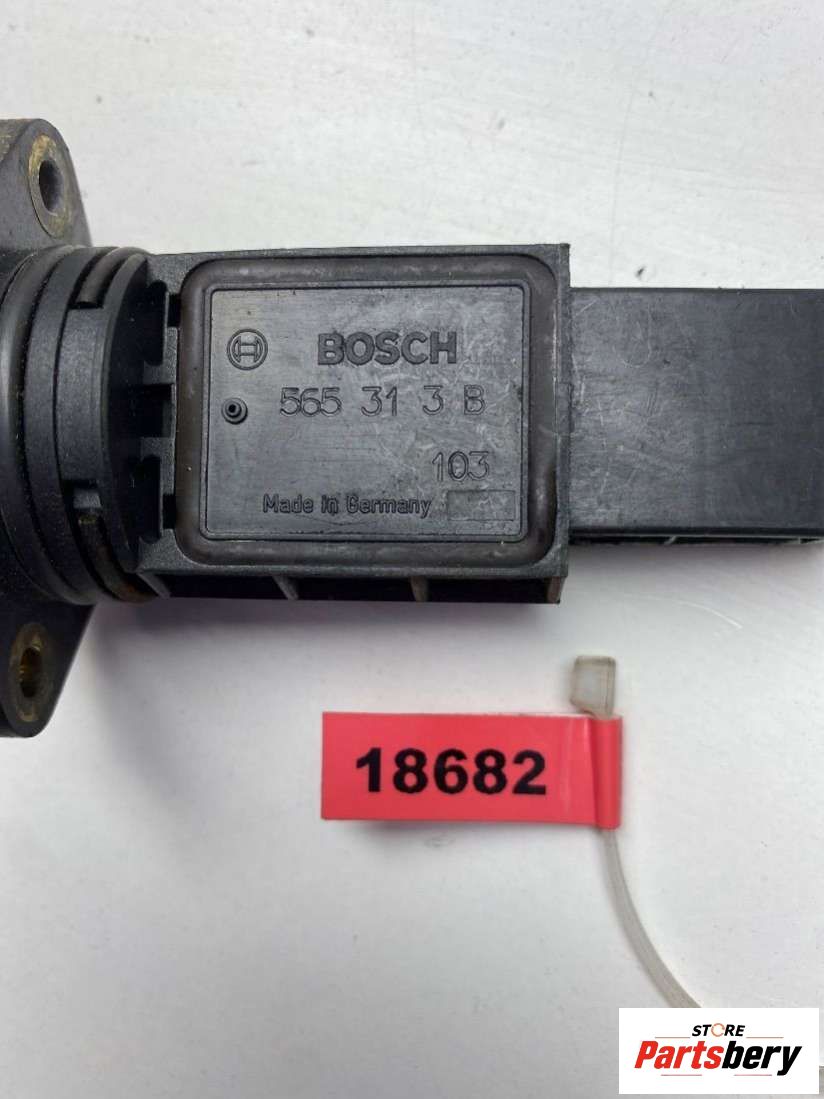 BOSCH
565 31 3 B
103
Made in Germany
18682
STORE
Partsbery